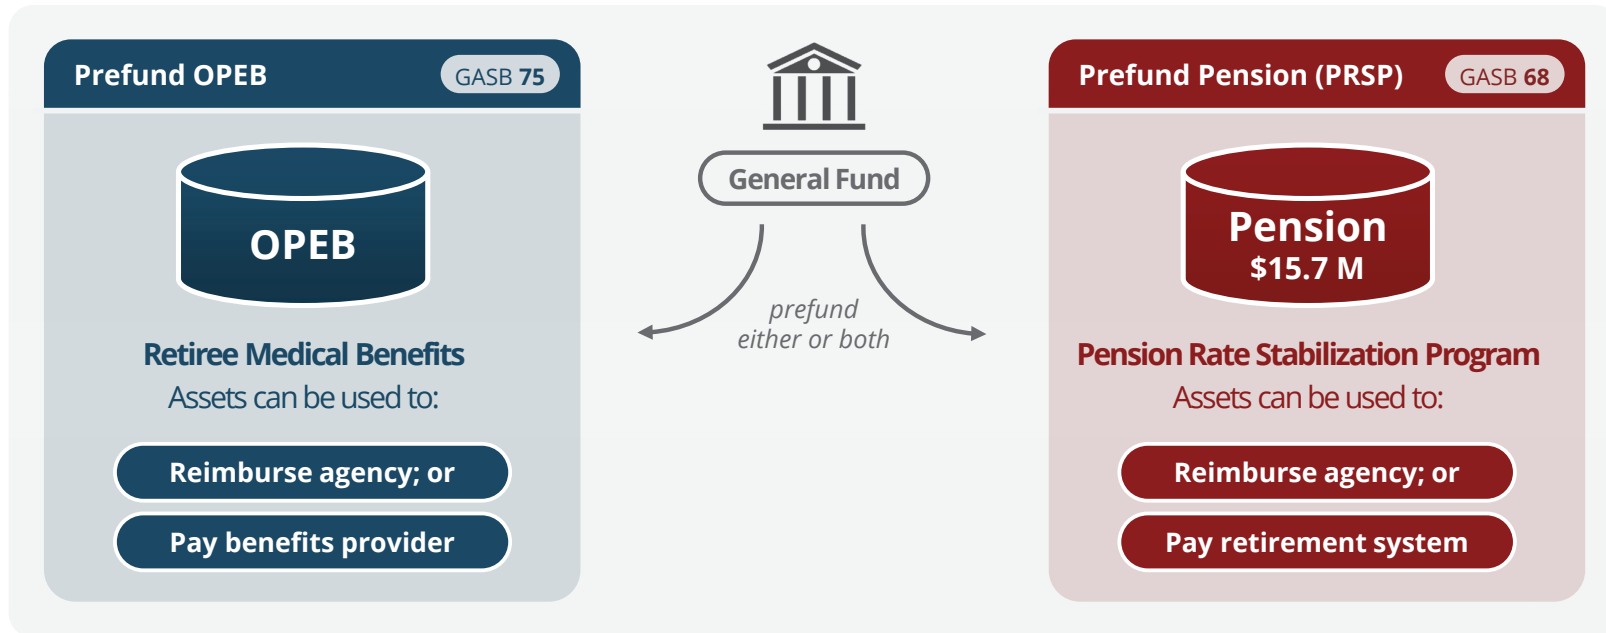 Prefund OPEB
GASB 75
OPEB
Retiree Medical Benefits
Assets can be used to:
Reimburse agency; or
Pay benefits provider
General Fund
prefund
either or both
Prefund Pension (PRSP)
GASB 68
Pension
$15.7 M
Pension Rate Stabilization Program
Assets can be used to:
Reimburse agency; or
Pay retirement system